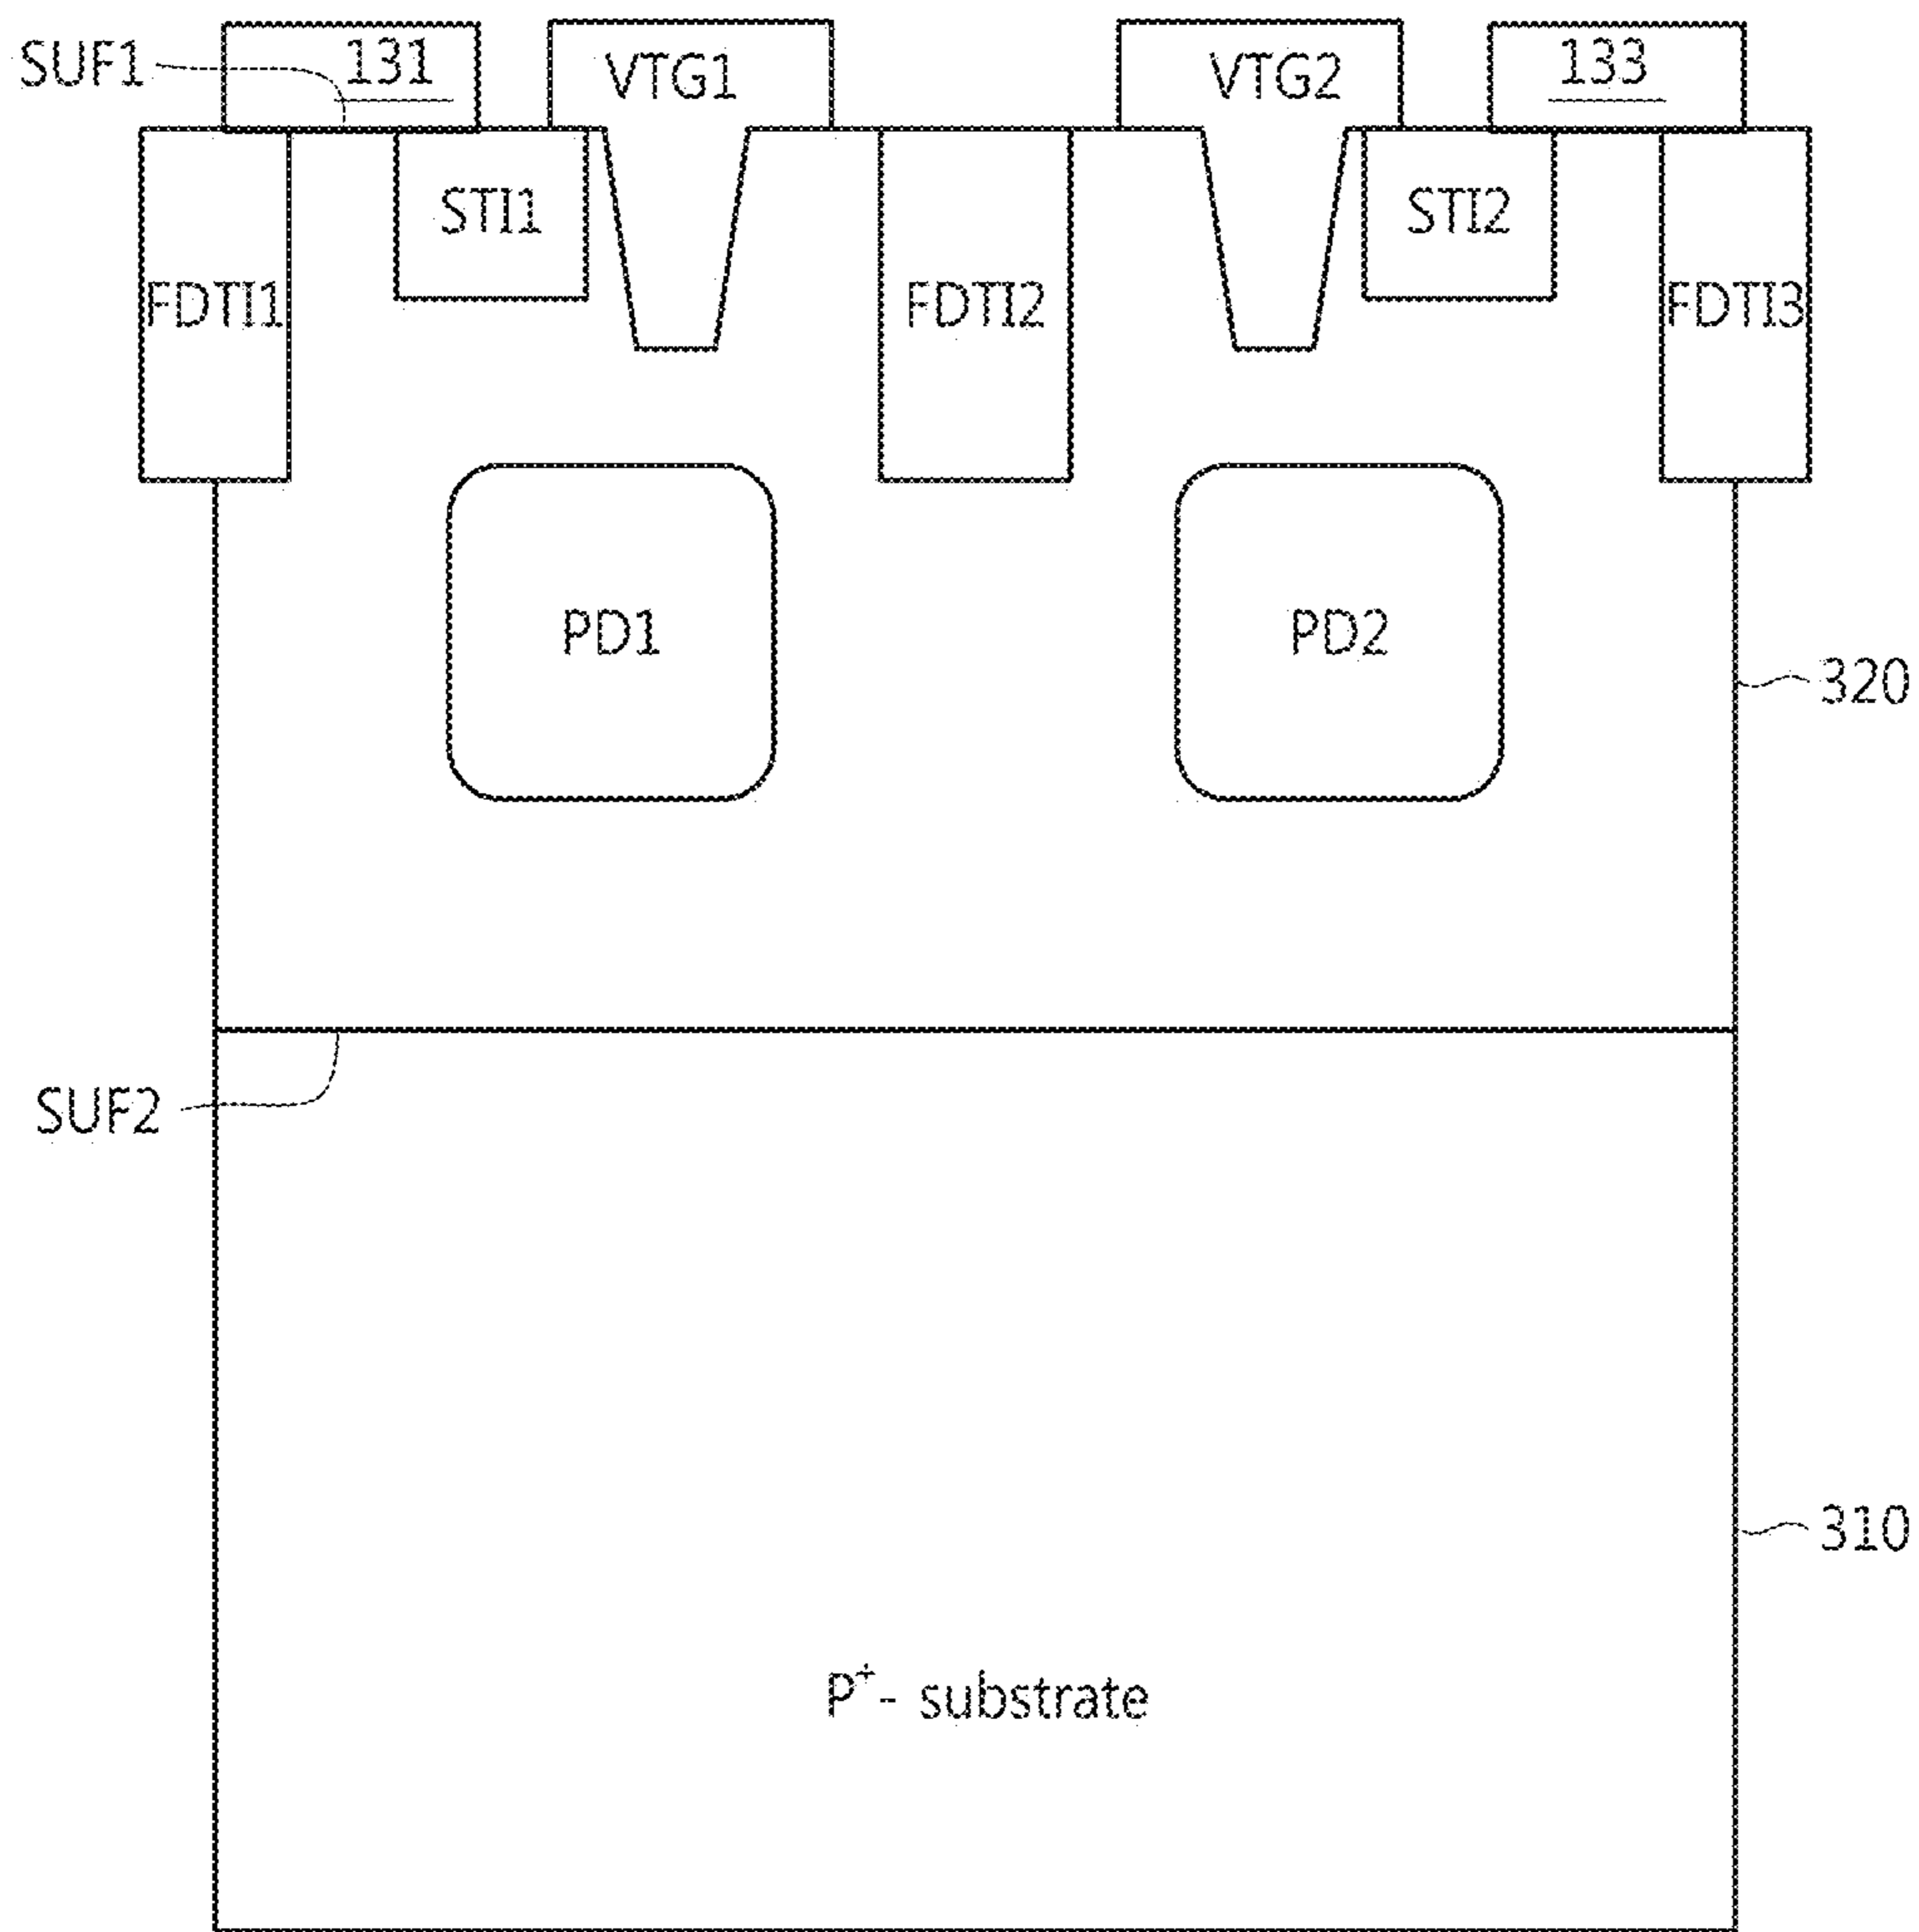 SUF1
131
VTG1
VTG2
133
STI1
STI2
FDTI1
FDTI2
FDTI3
PD1
PD2
320
SUF2
310
P⁺- substrate